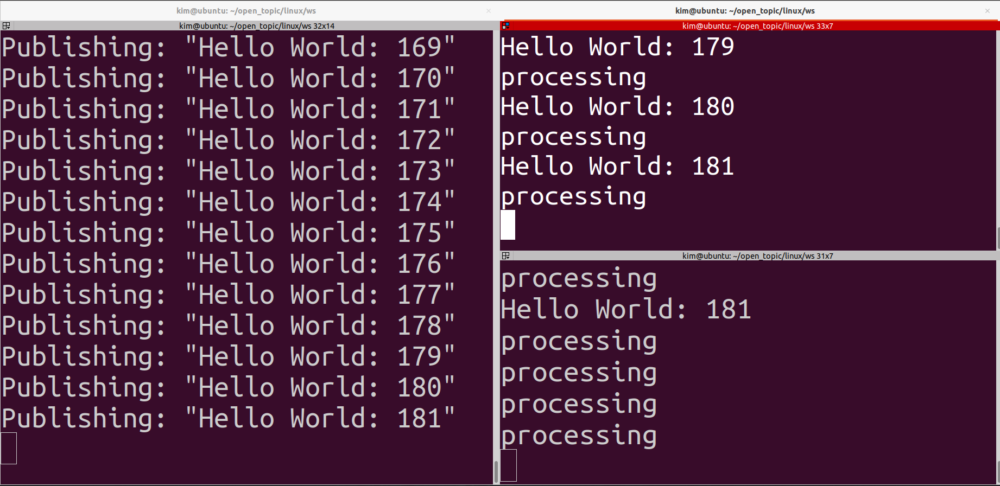 kim@ubuntu: ~/open_topic/linux/ws
kim@ubuntu: ~/open_topic/linux/ws 32x14
Publishing: "Hello World: 169"
Publishing: "Hello World: 170"
Publishing: "Hello World: 171"
Publishing: "Hello World: 172"
Publishing: "Hello World: 173"
Publishing: "Hello World: 174"
Publishing: "Hello World: 175"
Publishing: "Hello World: 176"
Publishing: "Hello World: 177"
Publishing: "Hello World: 178"
Publishing: "Hello World: 179"
Publishing: "Hello World: 180"
Publishing: "Hello World: 181"
kim@ubuntu: ~/open_topic/linux/ws
kim@ubuntu: ~/open_topic/linux/ws 33x7
Hello World: 179
processing
Hello World: 180
processing
Hello World: 181
processing
kim@ubuntu: ~/open_topic/linux/ws 31x7
processing
Hello World: 181
processing
processing
processing
processing